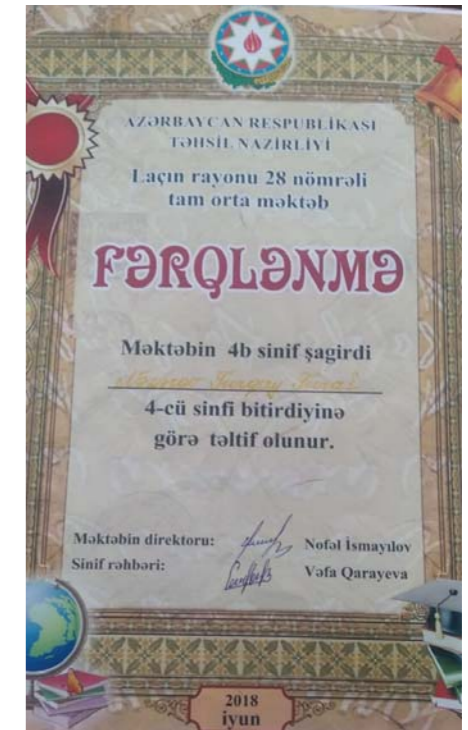 AZƏRBAYCAN RESPUBLİKASI
TƏHSİL NAZİRLİYİ
Laçın rayonu 28 nömrəli
tam orta məktəb
FƏRQLƏNMƏ
Məktəbin 4b sinif şagirdi
4-cü sinfi bitirdiyinə
görə təltif olunur.
Məktəbin direktoru: Nofəl İsmayılov
Sinif rəhbəri: Vəfa Qarayeva
2018
iyun